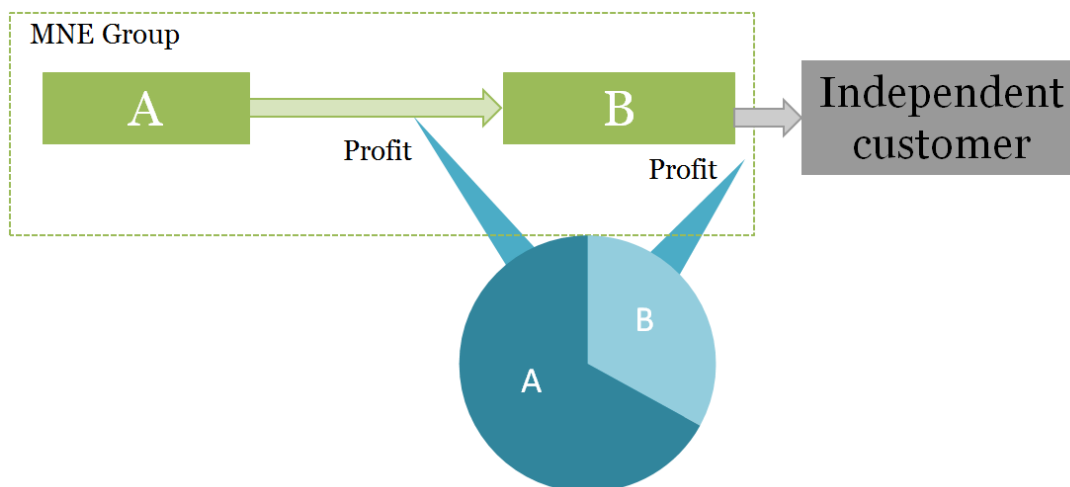 MNE Group
A
B
Independent
customer
Profit
Profit
B
A